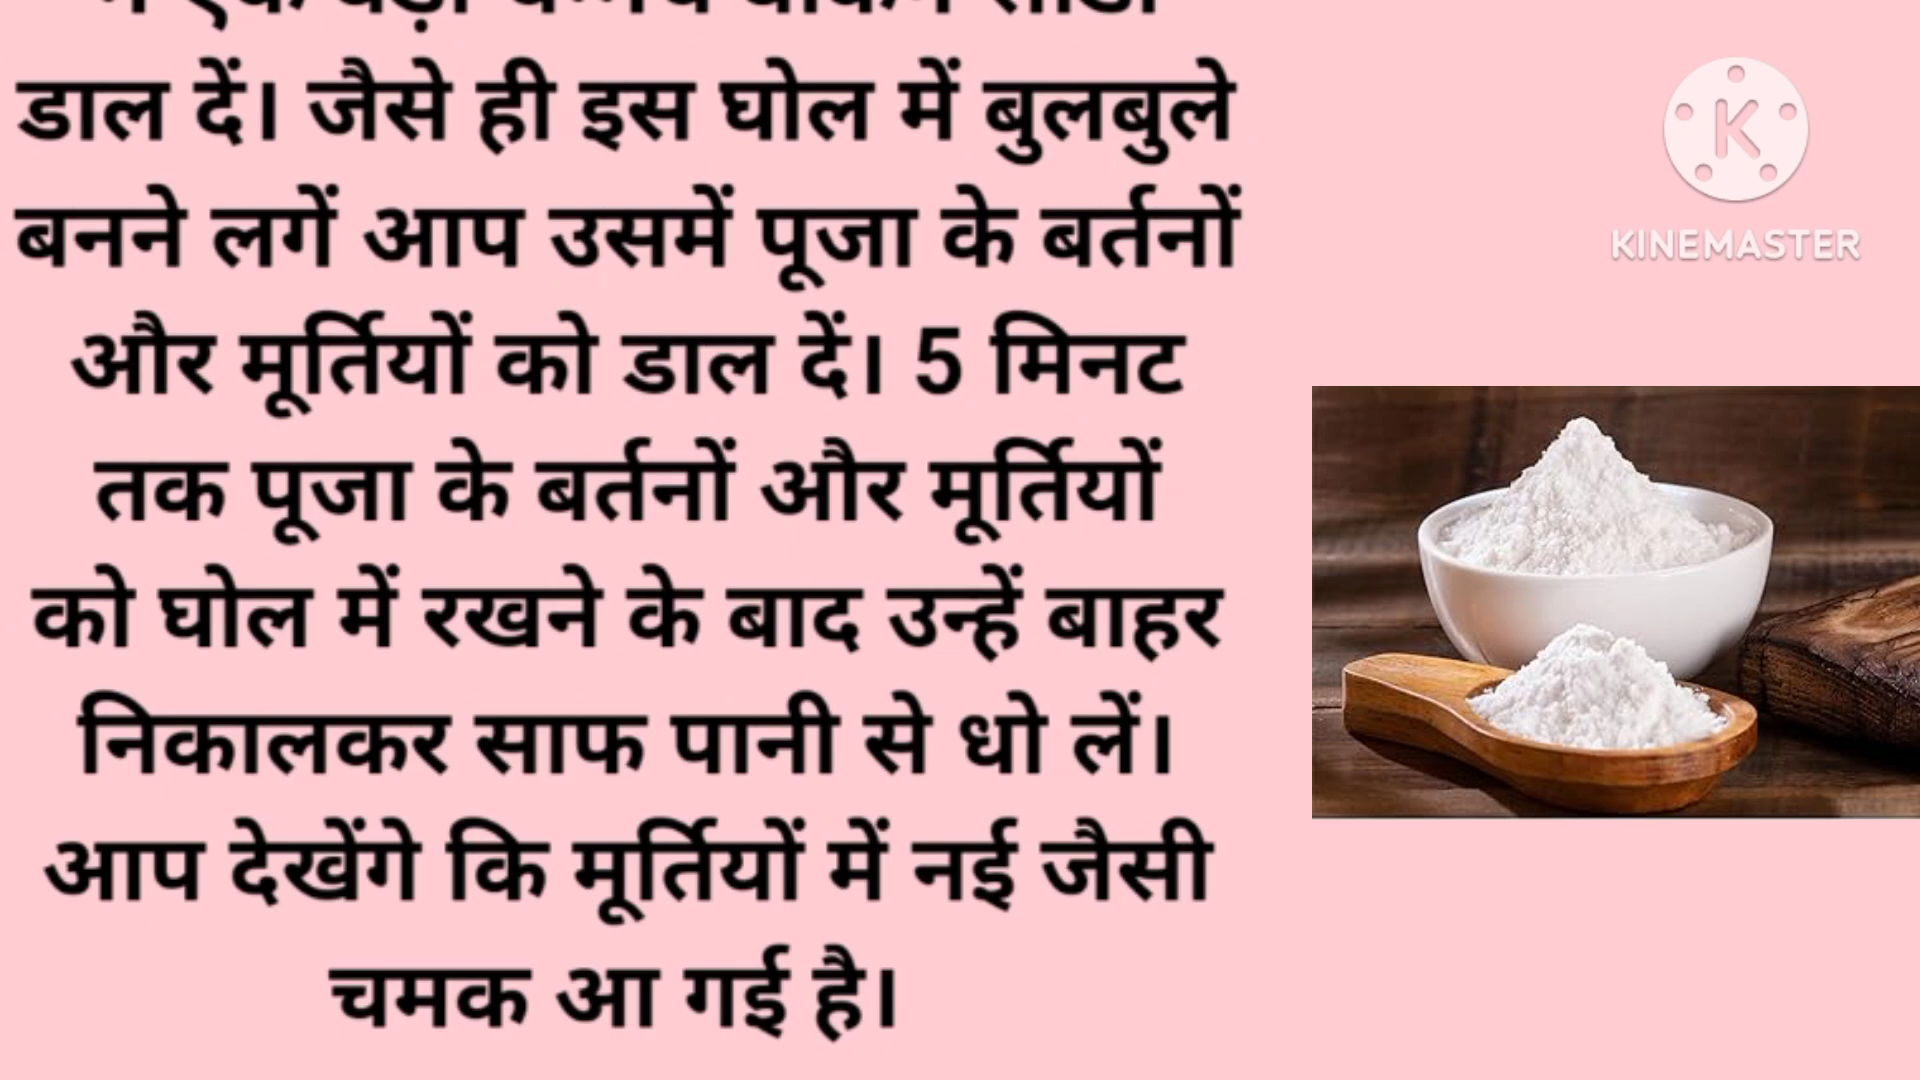 डाल दें। जैसे ही इस घोल में बुलबुले
बनने लगें आप उसमें पूजा के बर्तनों
और मूर्तियों को डाल दें। 5 मिनट
तक पूजा के बर्तनों और मूर्तियों
को घोल में रखने के बाद उन्हें बाहर
निकालकर साफ पानी से धो लें।
आप देखेंगे कि मूर्तियों में नई जैसी
चमक आ गई है।
K
KINEMASTER